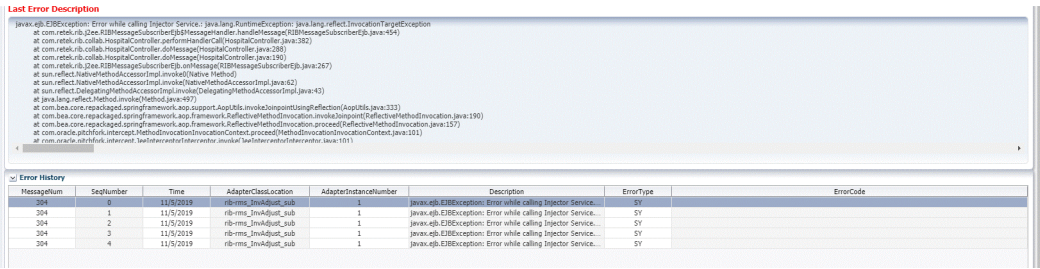 Last Error Description
javax.ejb.EJBException: Error while calling Injector Service.: java.lang.RuntimeException: java.lang.reflect.InvocationTargetException
at com.retek.rib.j2ee.RIBMessageSubscriberEjb$MessageHandler.handleMessage(RIBMessageSubscriberEjb.java:454)
at com.retek.rib.collab.HospitalController.performHandlerCall(HospitalController.java:382)
at com.retek.rib.collab.HospitalController.doMessage(HospitalController.java:288)
at com.retek.rib.collab.HospitalController.doMessage(HospitalController.java:190)
at com.retek.rib.j2ee.RIBMessageSubscriberEjb.onMessage(RIBMessageSubscriberEjb.java:267)
at sun.reflect.NativeMethodAccessorImpl.invoke0(Native Method)
at sun.reflect.NativeMethodAccessorImpl.invoke(NativeMethodAccessorImpl.java:62)
at sun.reflect.DelegatingMethodAccessorImpl.invoke(DelegatingMethodAccessorImpl.java:43)
at java.lang.reflect.Method.invoke(Method.java:497)
at com.bea.core.repackaged.springframework.aop.support.AopUtils.invokeJoinpointUsingReflection(AopUtils.java:333)
at com.bea.core.repackaged.springframework.aop.framework.ReflectiveMethodInvocation.invokeJoinpoint(ReflectiveMethodInvocation.java:190)
at com.bea.core.repackaged.springframework.aop.framework.ReflectiveMethodInvocation.proceed(ReflectiveMethodInvocation.java:157)
at com.oracle.pitchfork.intercept.MethodInvocationInvocationContext.proceed(MethodInvocationInvocationContext.java:101)
at com.oracle.pitchfork.intercept.JeeInterceptorInterceptor.invoke(JeeInterceptorInterceptor.java:101)
Error History
MessageNum SeqNumber Time AdapterClassLocation AdapterInstanceNumber Description ErrorType ErrorCode
304 0 11/5/2019 rib-rms_InvAdjust_sub 1 javax.ejb.EJBException: Error while calling Injector Service.... SY
304 1 11/5/2019 rib-rms_InvAdjust_sub 1 javax.ejb.EJBException: Error while calling Injector Service.... SY
304 2 11/5/2019 rib-rms_InvAdjust_sub 1 javax.ejb.EJBException: Error while calling Injector Service.... SY
304 3 11/5/2019 rib-rms_InvAdjust_sub 1 javax.ejb.EJBException: Error while calling Injector Service.... SY
304 4 11/5/2019 rib-rms_InvAdjust_sub 1 javax.ejb.EJBException: Error while calling Injector Service.... SY